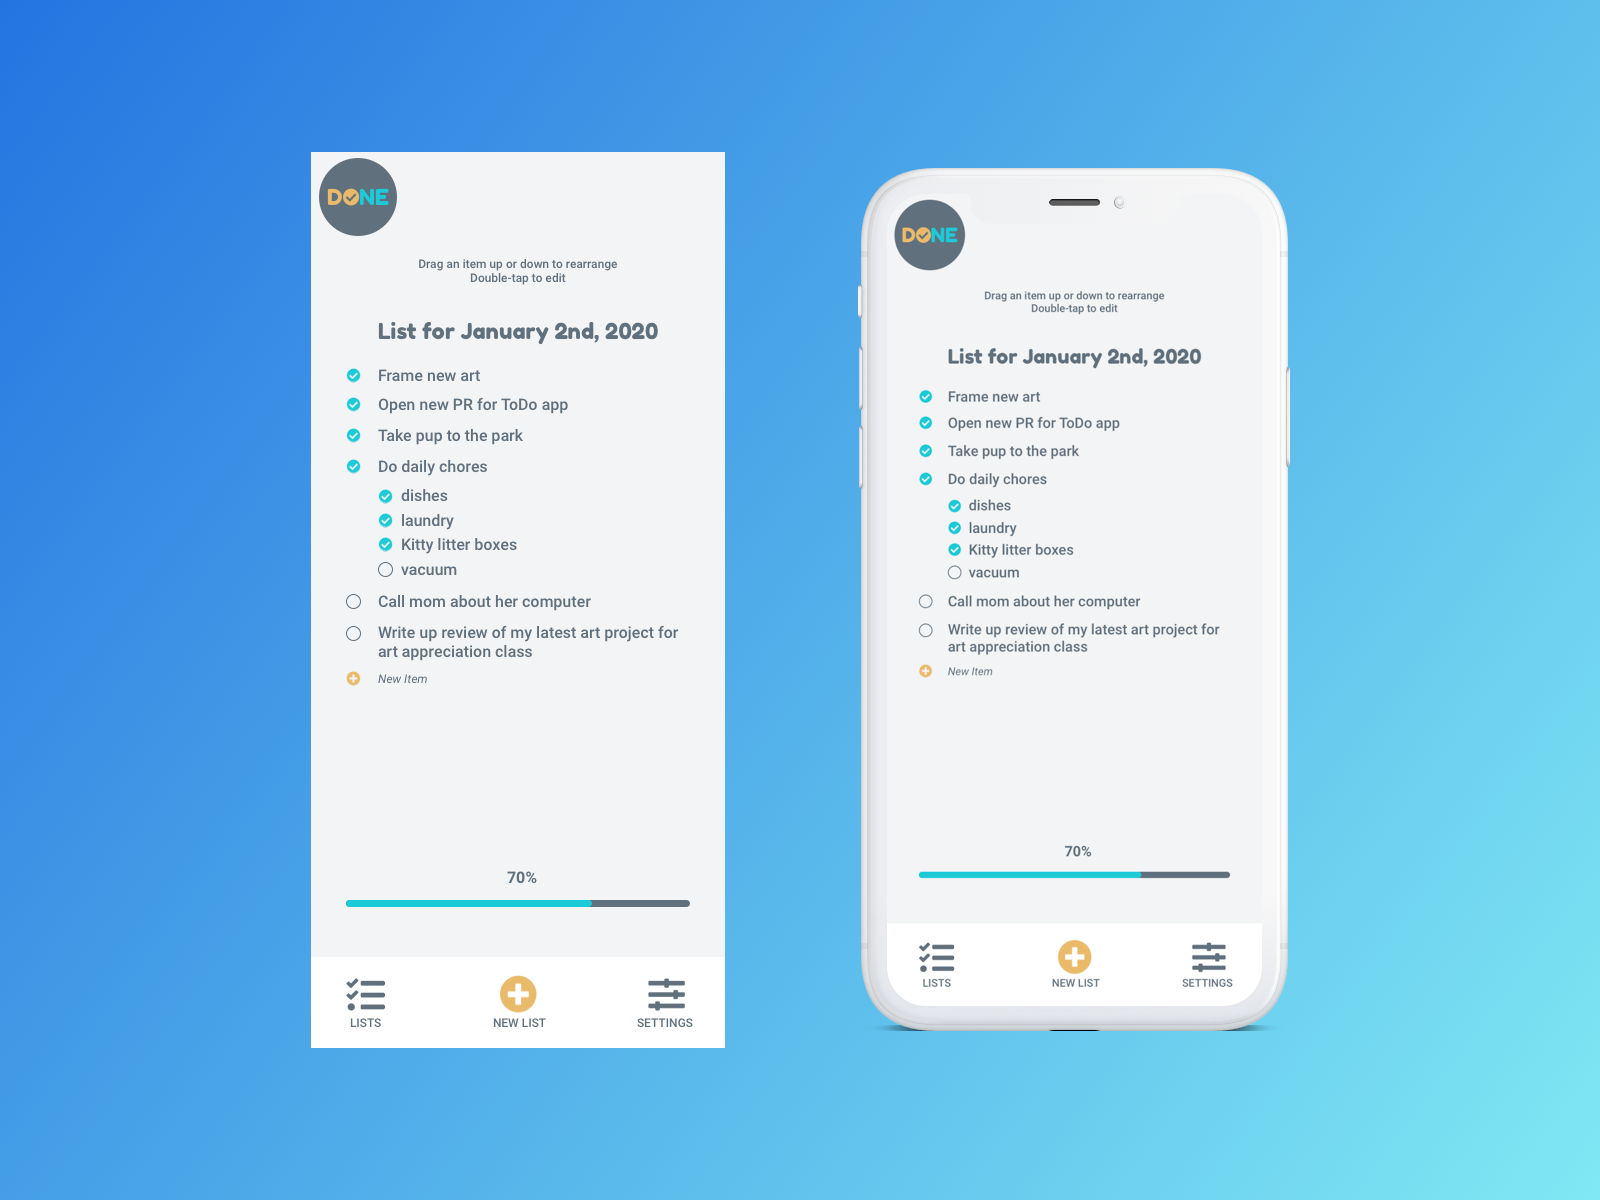 DONE
Drag an item up or down to rearrange
Double-tap to edit
List for January 2nd, 2020
Frame new art
Open new PR for ToDo app
Take pup to the park
Do daily chores
dishes
laundry
Kitty litter boxes
vacuum
Call mom about her computer
Write up review of my latest art project for
art appreciation class
New Item
70%
LISTS
NEW LIST
SETTINGS
DONE
Drag an item up or down to rearrange
Double-tap to edit
List for January 2nd, 2020
Frame new art
Open new PR for ToDo app
Take pup to the park
Do daily chores
dishes
laundry
Kitty litter boxes
vacuum
Call mom about her computer
Write up review of my latest art project for
art appreciation class
New Item
70%
LISTS
NEW LIST
SETTINGS